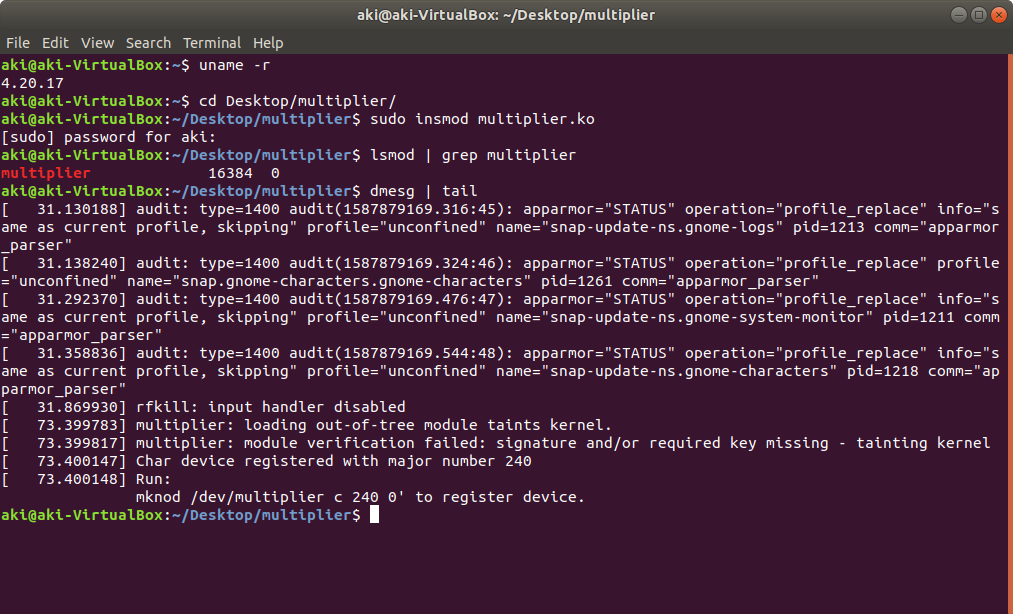 aki@aki-VirtualBox: ~/Desktop/multiplier
File Edit View Search Terminal Help
aki@aki-VirtualBox:~$ uname -r
4.20.17
aki@aki-VirtualBox:~$ cd Desktop/multiplier/
aki@aki-VirtualBox:~/Desktop/multiplier$ sudo insmod multiplier.ko
[sudo] password for aki:
aki@aki-VirtualBox:~/Desktop/multiplier$ lsmod | grep multiplier
multiplier             16384  0
aki@aki-VirtualBox:~/Desktop/multiplier$ dmesg | tail
[   31.130188] audit: type=1400 audit(1587879169.316:45): apparmor="STATUS" operation="profile_replace" info="s
ame as current profile, skipping" profile="unconfined" name="snap-update-ns.gnome-logs" pid=1213 comm="apparmor
_parser"
[   31.138240] audit: type=1400 audit(1587879169.324:46): apparmor="STATUS" operation="profile_replace" profile
="unconfined" name="snap.gnome-characters.gnome-characters" pid=1261 comm="apparmor_parser"
[   31.292370] audit: type=1400 audit(1587879169.476:47): apparmor="STATUS" operation="profile_replace" info="s
ame as current profile, skipping" profile="unconfined" name="snap-update-ns.gnome-system-monitor" pid=1211 comm
="apparmor_parser"
[   31.358836] audit: type=1400 audit(1587879169.544:48): apparmor="STATUS" operation="profile_replace" info="s
ame as current profile, skipping" profile="unconfined" name="snap-update-ns.gnome-characters" pid=1218 comm="ap
parmor_parser"
[   31.869930] rfkill: input handler disabled
[   73.399783] multiplier: loading out-of-tree module taints kernel.
[   73.399817] multiplier: module verification failed: signature and/or required key missing - tainting kernel
[   73.400147] Char device registered with major number 240
[   73.400148] Run:
               mknod /dev/multiplier c 240 0' to register device.
aki@aki-VirtualBox:~/Desktop/multiplier$